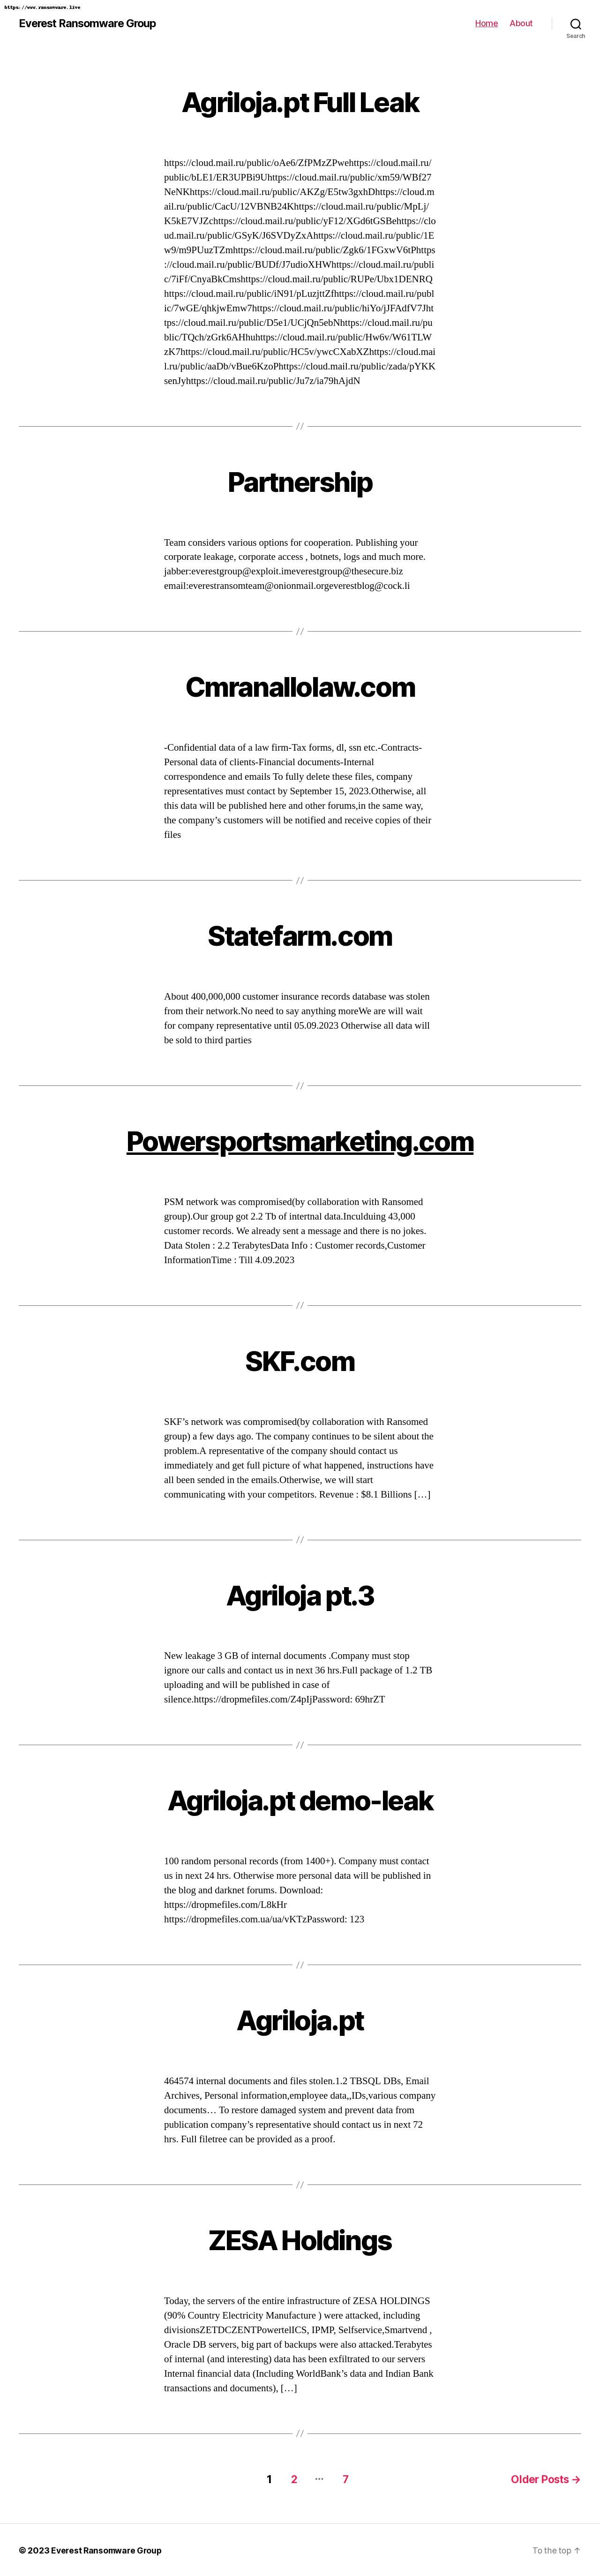 https://www.ransomware.live
Everest Ransomware Group
Home
About
Search
Agriloja.pt Full Leak
https://cloud.mail.ru/public/oAe6/ZfPMzZPwehttps://cloud.mail.ru/
public/bLE1/ER3UPBi9Uhttps://cloud.mail.ru/public/xm59/WBf27
NeNKhttps://cloud.mail.ru/public/AKZg/E5tw3gxhDhttps://cloud.m
ail.ru/public/CacU/12VBNB24Khttps://cloud.mail.ru/public/MpLj/
K5kE7VJZchttps://cloud.mail.ru/public/yF12/XGd6tGSBehttps://clo
ud.mail.ru/public/GSyK/J6SVDyZxAhttps://cloud.mail.ru/public/1E
w9/m9PUuzTZmhttps://cloud.mail.ru/public/Zgk6/1FGxwV6tPhttps
://cloud.mail.ru/public/BUDf/J7udioXHWhttps://cloud.mail.ru/publi
c/7iFf/CnyaBkCmshttps://cloud.mail.ru/public/RUPe/Ubx1DENRQ
https://cloud.mail.ru/public/iN91/pLuzjttZfhttps://cloud.mail.ru/publ
ic/7wGE/qhkjwEmw7https://cloud.mail.ru/public/hiYo/jJFAdfV7Jht
tps://cloud.mail.ru/public/D5e1/UCjQn5ebNhttps://cloud.mail.ru/pu
blic/TQch/zGrk6AHhuhttps://cloud.mail.ru/public/Hw6v/W61TLW
zK7https://cloud.mail.ru/public/HC5v/ywcCXabXZhttps://cloud.mai
l.ru/public/aaDb/vBue6KzoPhttps://cloud.mail.ru/public/zada/pYKK
senJyhttps://cloud.mail.ru/public/Ju7z/ia79hAjdN
//
Partnership
Team considers various options for cooperation. Publishing your
corporate leakage, corporate access , botnets, logs and much more.
jabber:everestgroup@exploit.imeverestgroup@thesecure.biz
email:everestransomteam@onionmail.orgeverestblog@cock.li
//
Cmranallolaw.com
-Confidential data of a law firm-Tax forms, dl, ssn etc.-Contracts-
Personal data of clients-Financial documents-Internal
correspondence and emails To fully delete these files, company
representatives must contact by September 15, 2023.Otherwise, all
this data will be published here and other forums,in the same way,
the company’s customers will be notified and receive copies of their
files
//
Statefarm.com
About 400,000,000 customer insurance records database was stolen
from their network.No need to say anything moreWe are will wait
for company representative until 05.09.2023 Otherwise all data will
be sold to third parties
//
Powersportsmarketing.com
PSM network was compromised(by collaboration with Ransomed
group).Our group got 2.2 Tb of intertnal data.Inculduing 43,000
customer records. We already sent a message and there is no jokes.
Data Stolen : 2.2 TerabytesData Info : Customer records,Customer
InformationTime : Till 4.09.2023
//
SKF.com
SKF’s network was compromised(by collaboration with Ransomed
group) a few days ago. The company continues to be silent about the
problem.A representative of the company should contact us
immediately and get full picture of what happened, instructions have
all been sended in the emails.Otherwise, we will start
communicating with your competitors. Revenue : $8.1 Billions […]
//
Agriloja pt.3
New leakage 3 GB of internal documents .Company must stop
ignore our calls and contact us in next 36 hrs.Full package of 1.2 TB
uploading and will be published in case of
silence.https://dropmefiles.com/Z4pIjPassword: 69hrZT
//
Agriloja.pt demo-leak
100 random personal records (from 1400+). Company must contact
us in next 24 hrs. Otherwise more personal data will be published in
the blog and darknet forums. Download:
https://dropmefiles.com/L8kHr
https://dropmefiles.com.ua/ua/vKTzPassword: 123
//
Agriloja.pt
464574 internal documents and files stolen.1.2 TBSQL DBs, Email
Archives, Personal information,employee data,,IDs,various company
documents… To restore damaged system and prevent data from
publication company’s representative should contact us in next 72
hrs. Full filetree can be provided as a proof.
//
ZESA Holdings
Today, the servers of the entire infrastructure of ZESA HOLDINGS
(90% Country Electricity Manufacture ) were attacked, including
divisionsZETDCZENTPowertelICS, IPMP, Selfservice,Smartvend ,
Oracle DB servers, big part of backups were also attacked.Terabytes
of internal (and interesting) data has been exfiltrated to our servers
Internal financial data (Including WorldBank’s data and Indian Bank
transactions and documents), […]
//
1 2 … 7 Older Posts →
© 2023 Everest Ransomware Group
To the top ↑